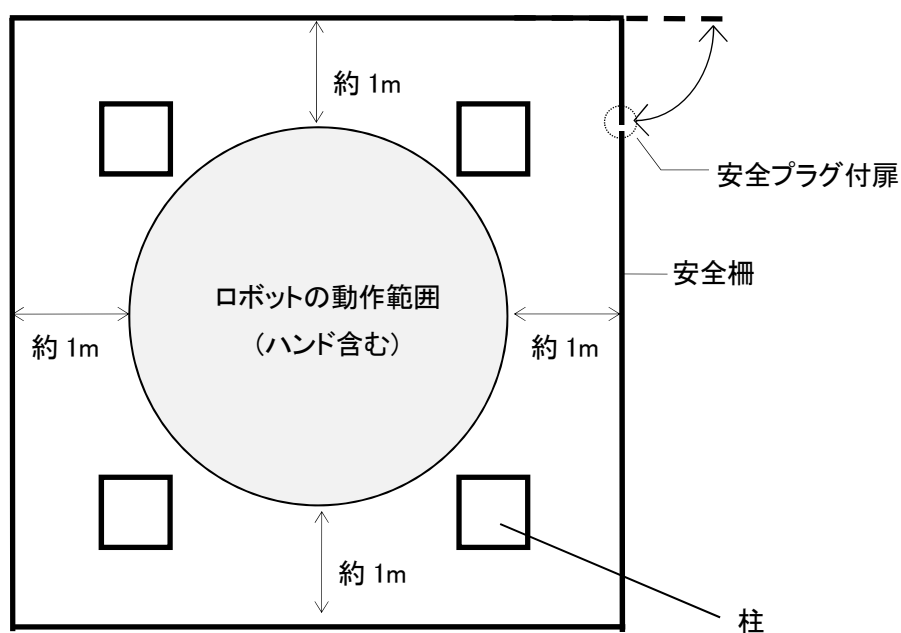 約 1m
安全プラグ付扉
安全柵
ロボットの動作範囲
(ハンド含む)
約 1m
約 1m
約 1m
柱